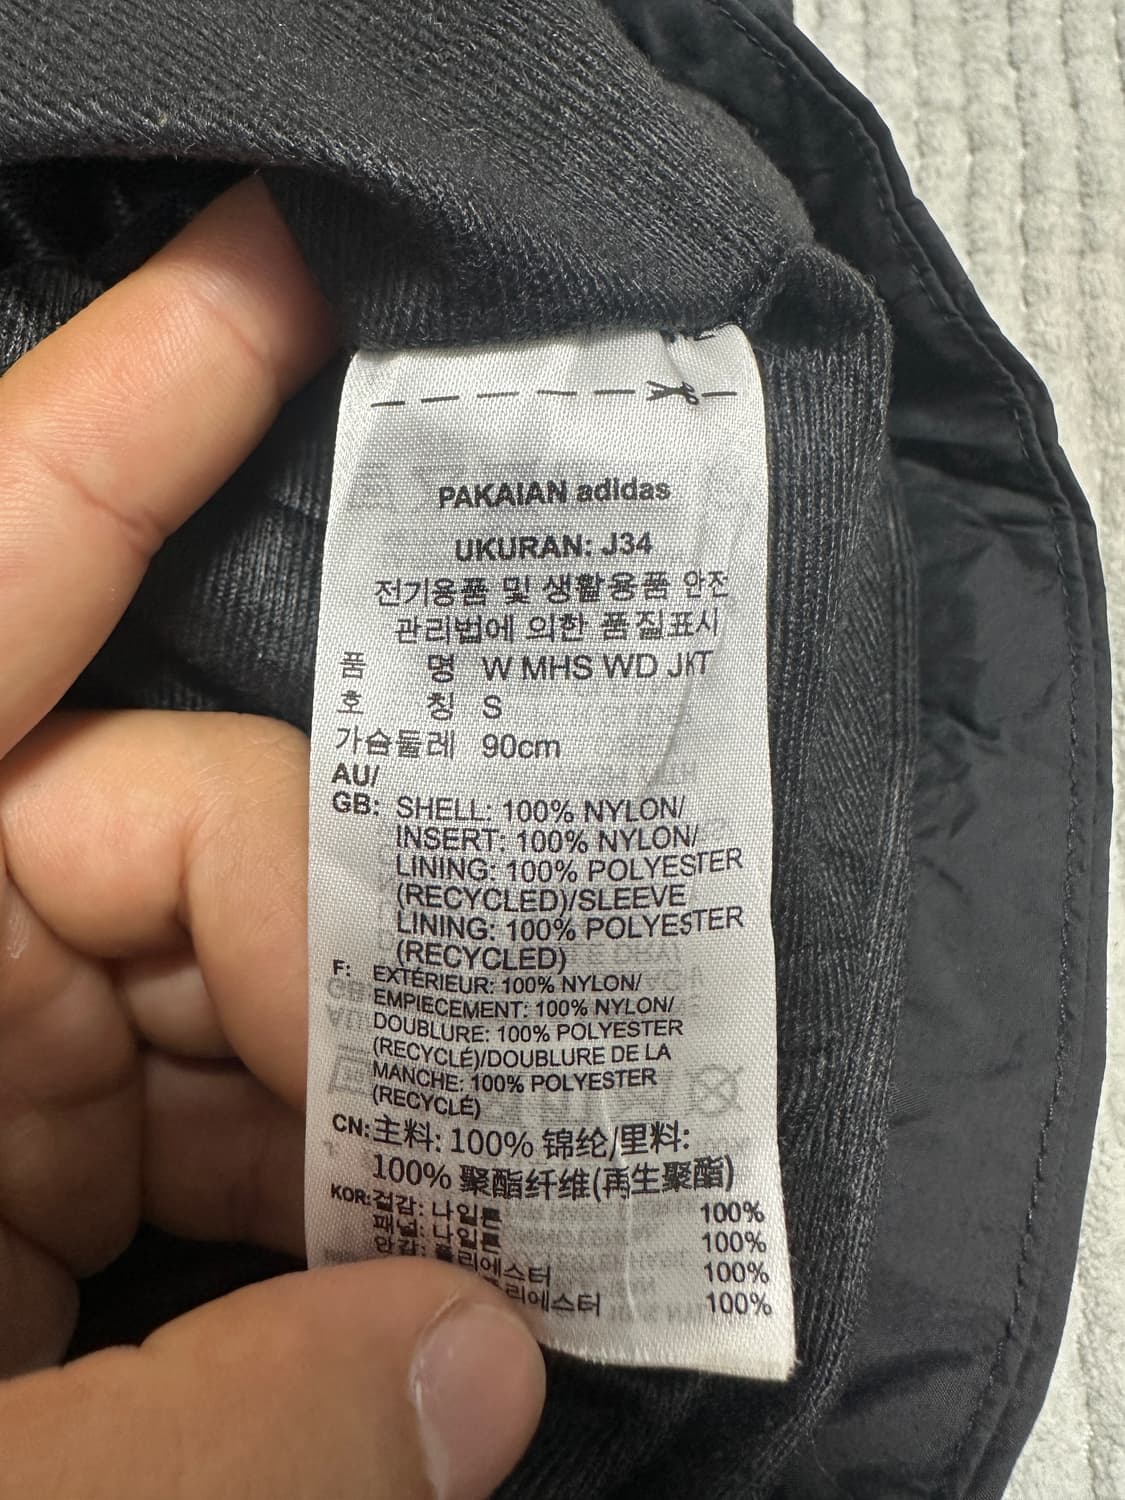 PAKAIAN adidas
UKURAN: J34
전기용품 및 생활용품 안전
관리법에 의한 품질표시
품 명 W MHS WD JKT
호 칭 S
가슴둘레 90cm
AU/
GB: SHELL: 100% NYLON/
INSERT: 100% NYLON/
LINING: 100% POLYESTER
(RECYCLED)/SLEEVE
LINING: 100% POLYESTER
(RECYCLED)
F: EXTÉRIEUR: 100% NYLON/
EMPIECEMENT: 100% NYLON/
DOUBLURE: 100% POLYESTER
(RECYCLÉ)/DOUBLURE DE LA
MANCHE: 100% POLYESTER
(RECYCLÉ)
CN: 主料: 100% 锦纶/里料:
100% 聚酯纤维(再生聚酯)
KOR: 겉감: 나일론 100%
패널: 나일론 100%
안감: 폴리에스터 100%
100%